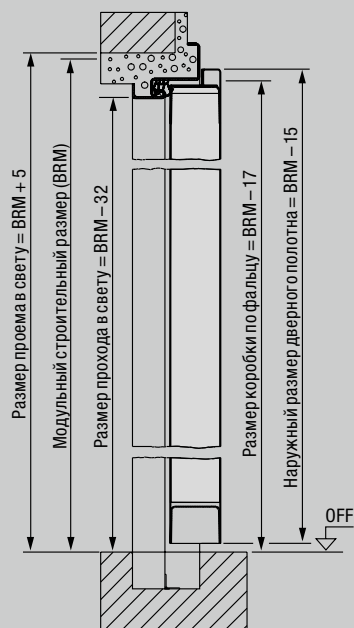 Размер проема в свету = BRM + 5
Модульный строительный размер (BRM)
Размер прохода в свету = BRM – 32
Размер коробки по фальцу = BRM – 17
Наружный размер дверного полотна = BRM – 15
OFF